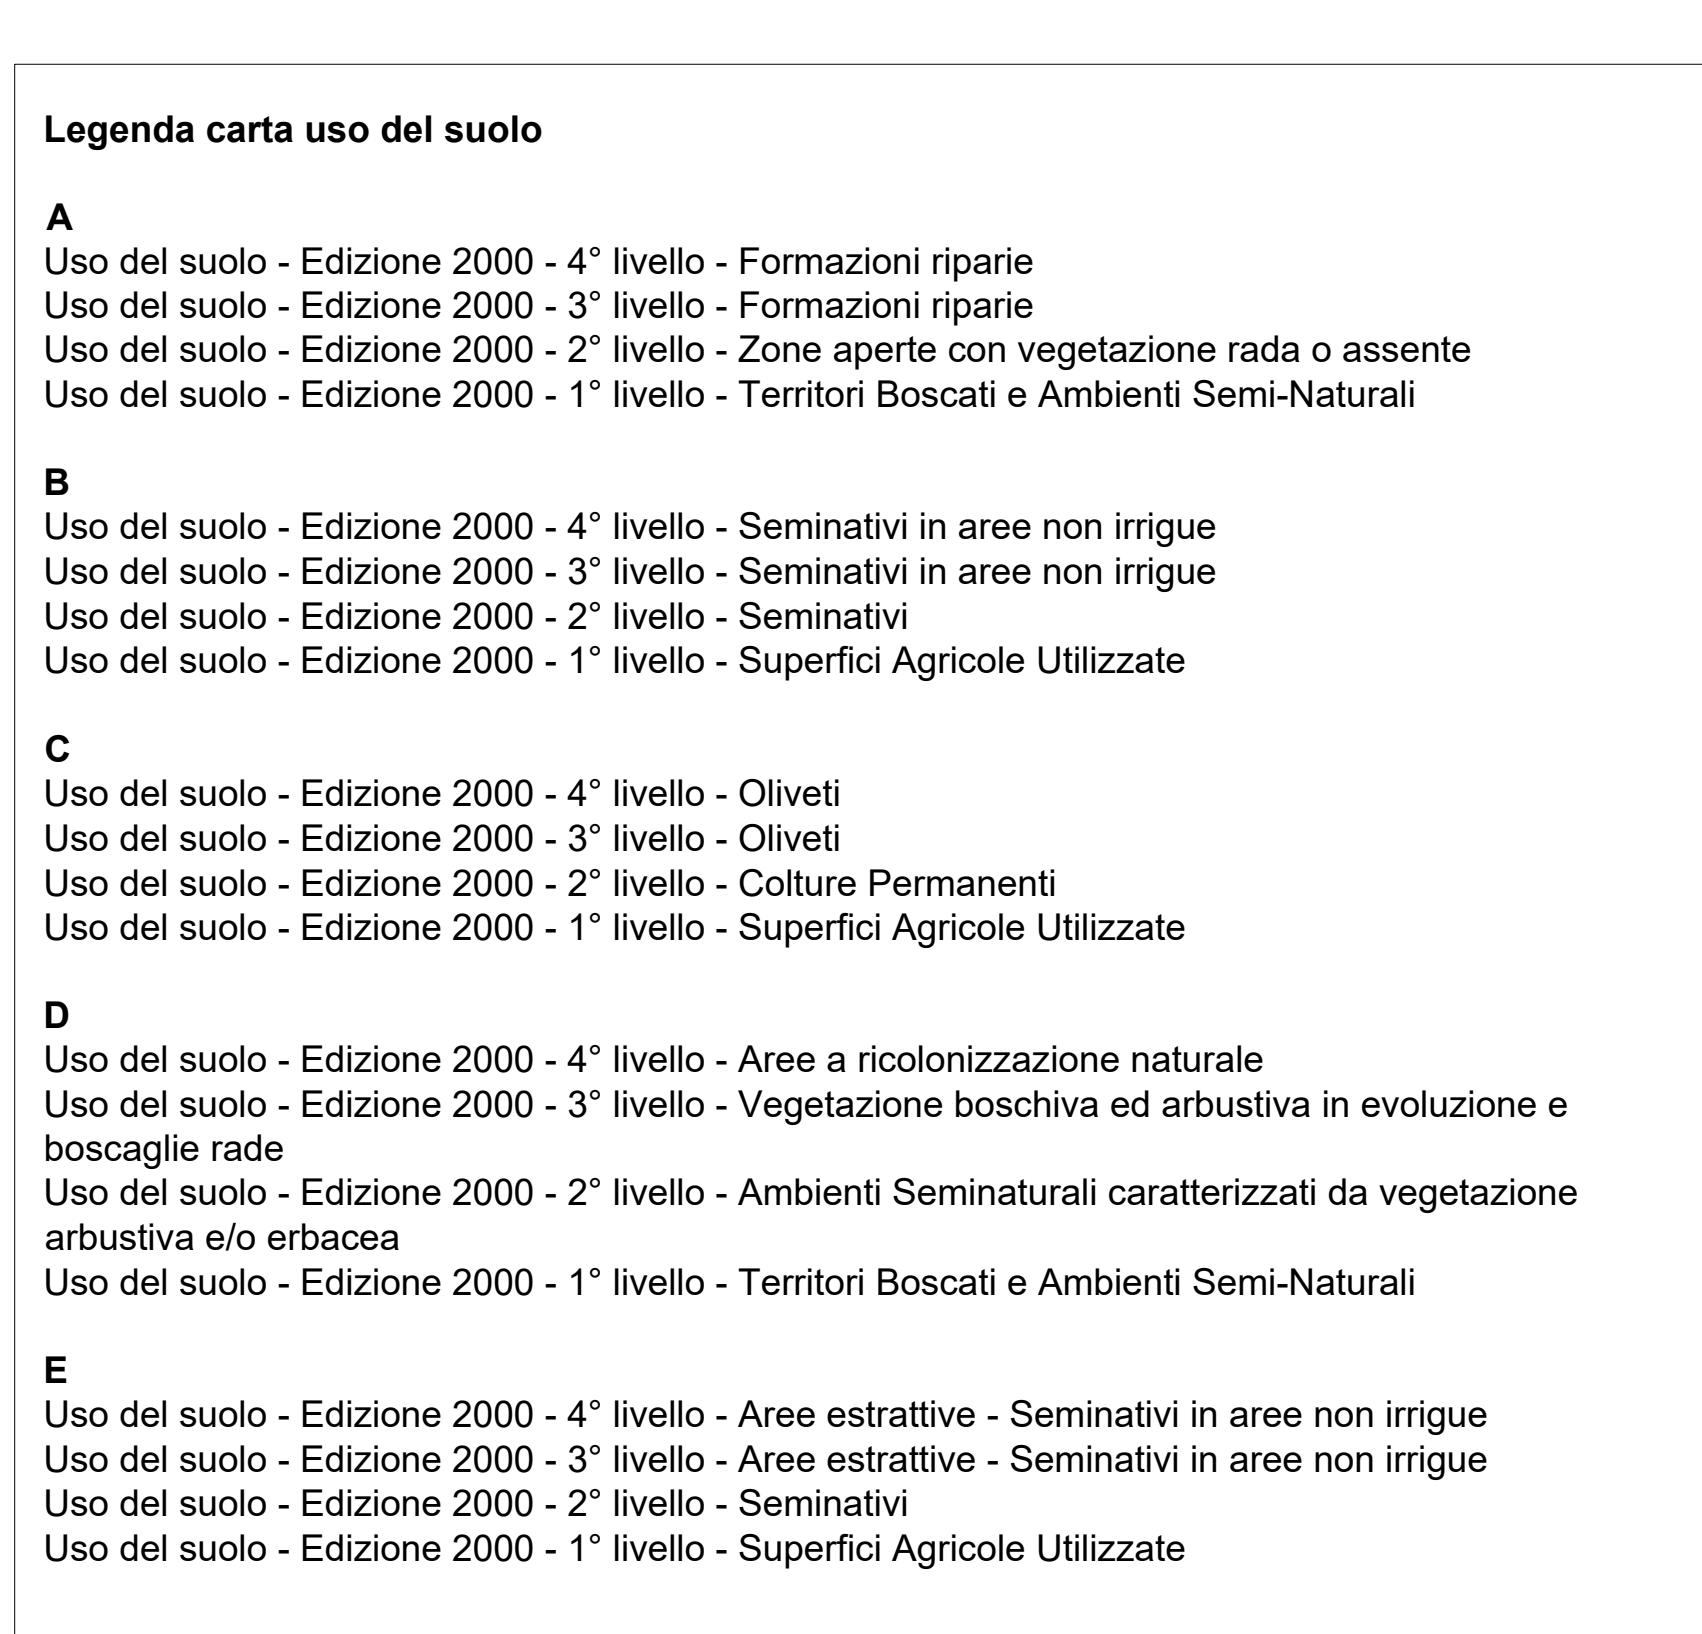 Legenda carta uso del suolo
A
Uso del suolo - Edizione 2000 - 4° livello - Formazioni riparie
Uso del suolo - Edizione 2000 - 3° livello - Formazioni riparie
Uso del suolo - Edizione 2000 - 2° livello - Zone aperte con vegetazione rada o assente
Uso del suolo - Edizione 2000 - 1° livello - Territori Boscati e Ambienti Semi-Naturali
B
Uso del suolo - Edizione 2000 - 4° livello - Seminativi in aree non irrigue
Uso del suolo - Edizione 2000 - 3° livello - Seminativi in aree non irrigue
Uso del suolo - Edizione 2000 - 2° livello - Seminativi
Uso del suolo - Edizione 2000 - 1° livello - Superfici Agricole Utilizzate
C
Uso del suolo - Edizione 2000 - 4° livello - Oliveti
Uso del suolo - Edizione 2000 - 3° livello - Oliveti
Uso del suolo - Edizione 2000 - 2° livello - Colture Permanenti
Uso del suolo - Edizione 2000 - 1° livello - Superfici Agricole Utilizzate
D
Uso del suolo - Edizione 2000 - 4° livello - Aree a ricolonizzazione naturale
Uso del suolo - Edizione 2000 - 3° livello - Vegetazione boschiva ed arbustiva in evoluzione e
boscaglie rade
Uso del suolo - Edizione 2000 - 2° livello - Ambienti Seminaturali caratterizzati da vegetazione
arbustiva e/o erbacea
Uso del suolo - Edizione 2000 - 1° livello - Territori Boscati e Ambienti Semi-Naturali
E
Uso del suolo - Edizione 2000 - 4° livello - Aree estrattive - Seminativi in aree non irrigue
Uso del suolo - Edizione 2000 - 3° livello - Aree estrattive - Seminativi in aree non irrigue
Uso del suolo - Edizione 2000 - 2° livello - Seminativi
Uso del suolo - Edizione 2000 - 1° livello - Superfici Agricole Utilizzate